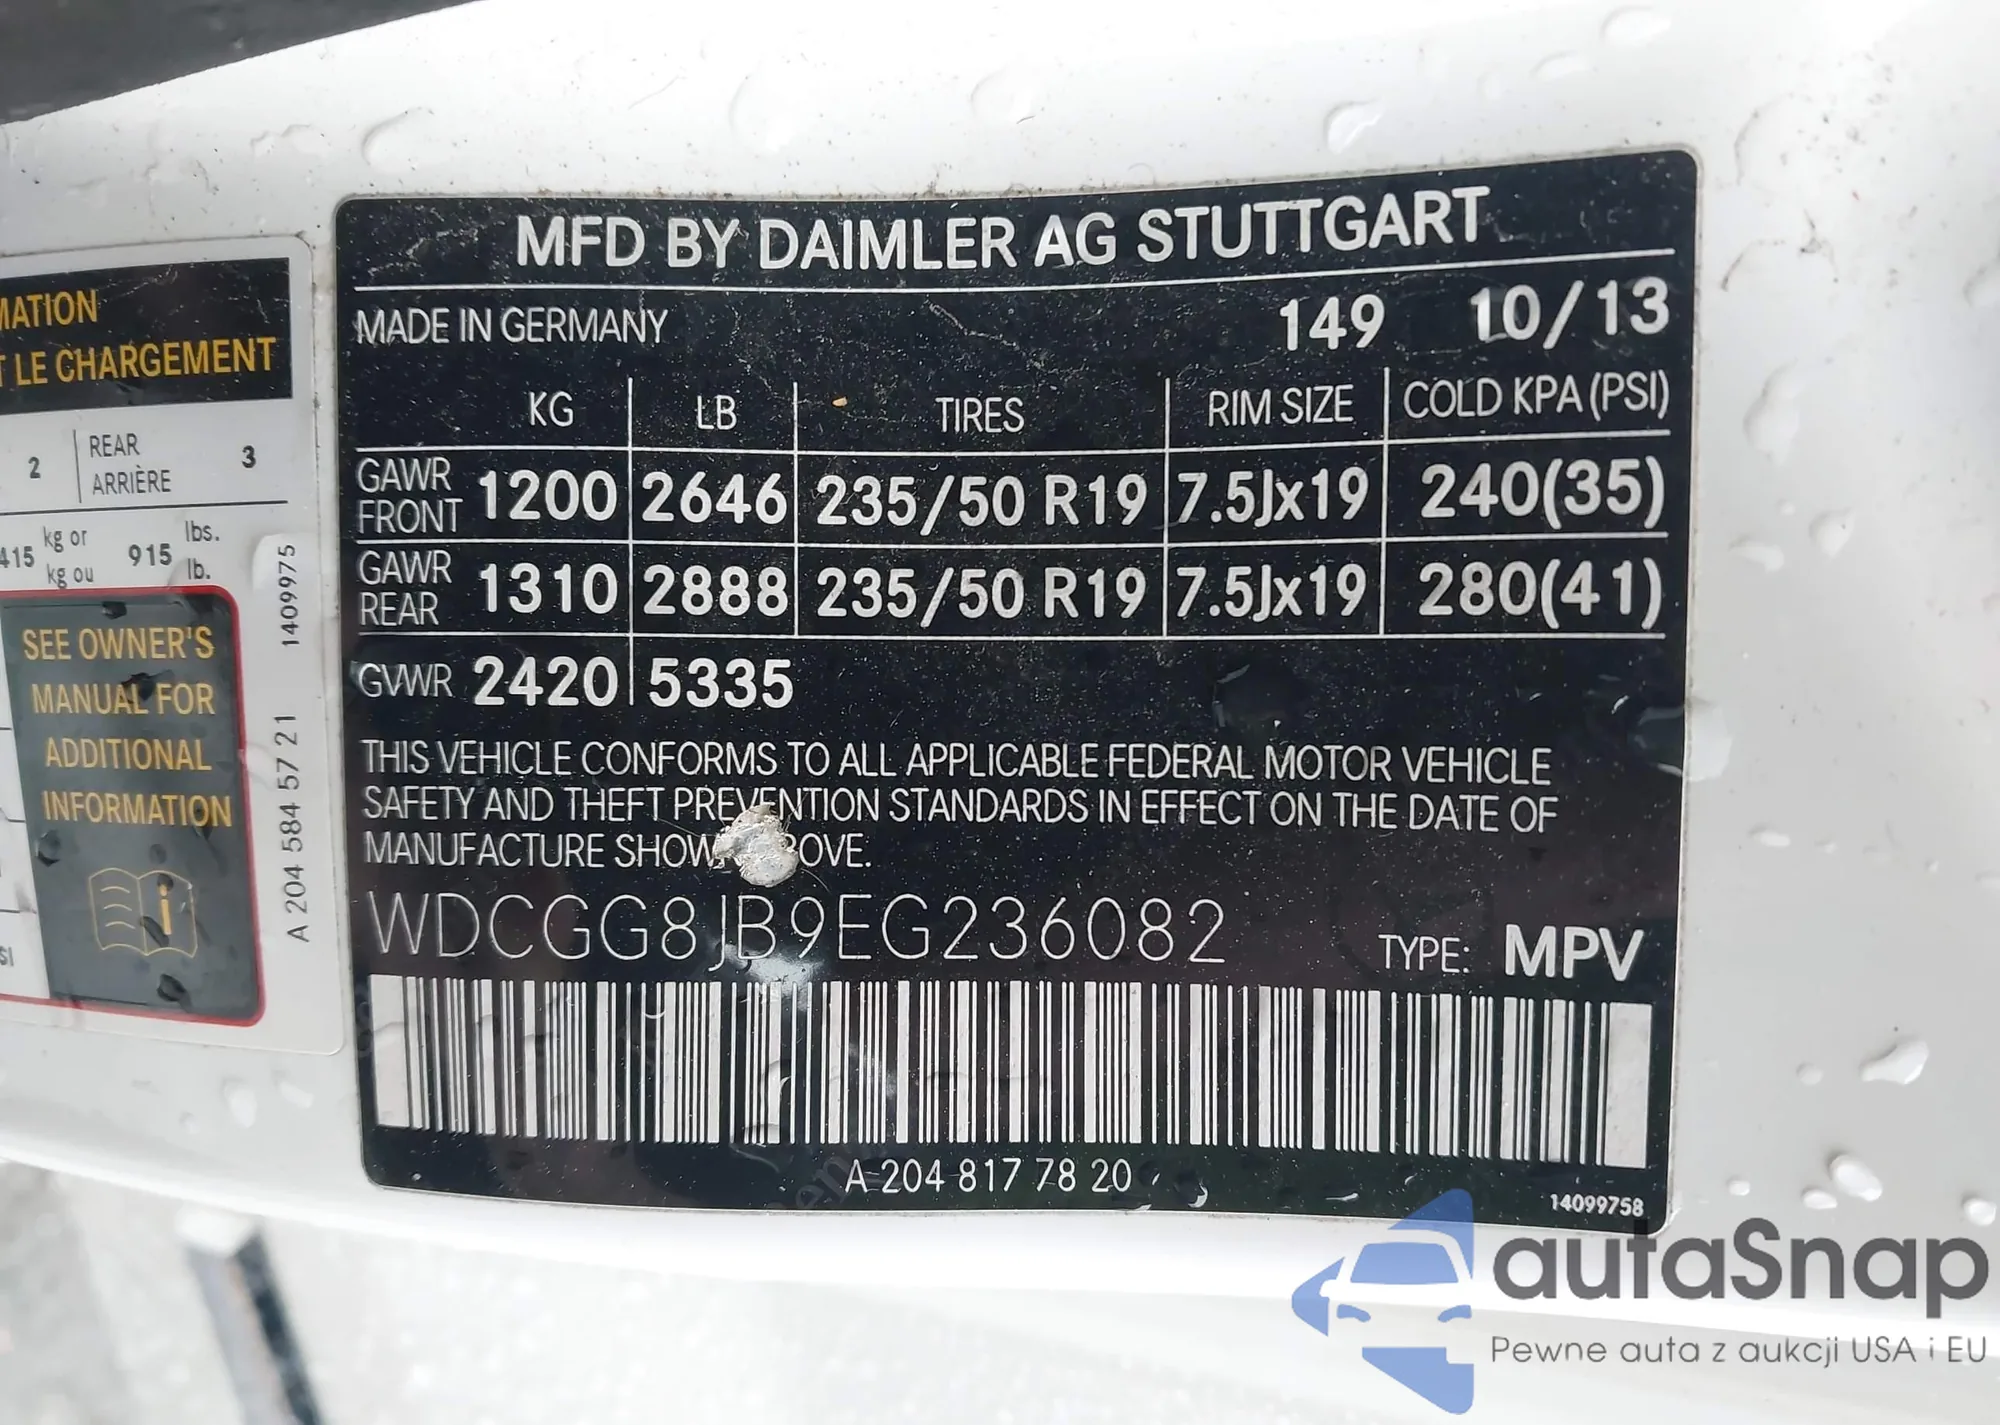 MATION
T LE CHARGEMENT
2 REAR ARRIÈRE 3
415 kg or kg ou 915 lbs. lb.
SEE OWNER'S
MANUAL FOR
ADDITIONAL
INFORMATION
A 204 584 57 21 1409975
MFD BY DAIMLER AG STUTTGART
MADE IN GERMANY 149 10/13
KG LB TIRES RIM SIZE COLD KPA (PSI)
GAWR FRONT 1200 2646 235/50 R19 7.5Jx19 240(35)
GAWR REAR 1310 2888 235/50 R19 7.5Jx19 280(41)
GVWR 2420 5335
THIS VEHICLE CONFORMS TO ALL APPLICABLE FEDERAL MOTOR VEHICLE
SAFETY AND THEFT PREVENTION STANDARDS IN EFFECT ON THE DATE OF
MANUFACTURE SHOW OVE.
WDCGG8JB9EG236082 TYPE: MPV
A 204 817 78 20
14099758
autaSnap
Pewne auta z aukcji USA i EU